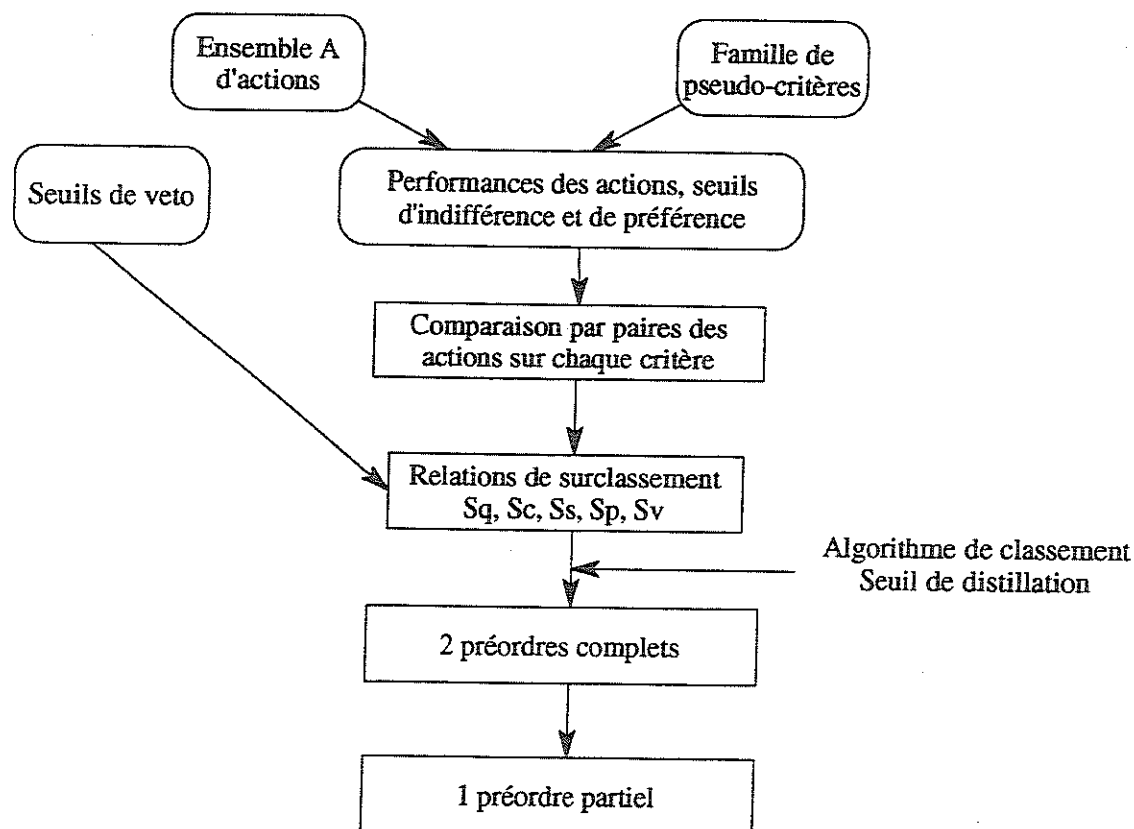 Ensemble A
d'actions
Famille de
pseudo-critères
Seuils de veto
Performances des actions, seuils
d'indifférence et de préférence
Comparaison par paires des
actions sur chaque critère
Relations de surclassement
Sq, Sc, Ss, Sp, Sv
Algorithme de classement
Seuil de distillation
2 préordres complets
1 préordre partiel